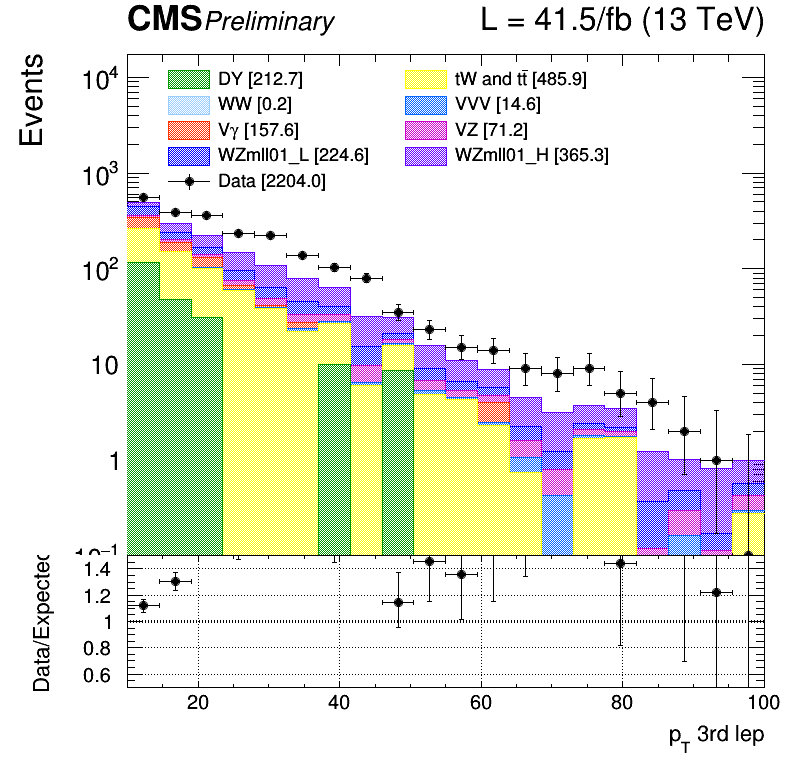 CMS Preliminary L = 41.5/fb (13 TeV)
Events
10⁴
10³
10²
10
1
10⁻¹
DY [212.7]
tW and tt̄ [485.9]
WW [0.2]
VVV [14.6]
Vγ [157.6]
VZ [71.2]
WZmll01_L [224.6]
WZmll01_H [365.3]
Data [2204.0]
Data/Expected
1.4
1.2
1
0.8
0.6
20 40 60 80 100
p_T 3rd lep